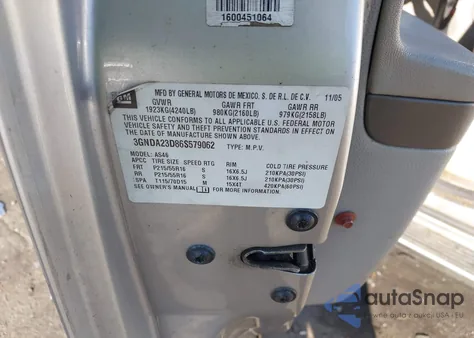 1600451064
GM
MFD BY GENERAL MOTORS DE MEXICO, S. DE R.L. DE C.V. 11/05
GVWR GAWR FRT GAWR RR
1923KG(4240LB) 980KG(2160LB) 979KG(2158LB)
THIS VEHICLE CONFORMS TO ALL APPLICABLE U.S. FEDERAL MOTOR
VEHICLE SAFETY AND THEFT PREVENTION STANDARDS IN EFFECT ON
THE DATE OF MANUFACTURE SHOWN ABOVE.
3GNDA23D86S579062 TYPE: M.P.V.
MODEL: AS46
APCC TIRE SIZE SPEED RTG RIM COLD TIRE PRESSURE
FRT P215/55R16 S 16X6.5J 210KPA(30PSI)
RR P215/55R16 S 16X6.5J 210KPA(30PSI)
SPA T115/70D15 M 15X4T 420KPA(60PSI)
SEE OWNER'S MANUAL FOR MORE INFORMATION.
autaSnap